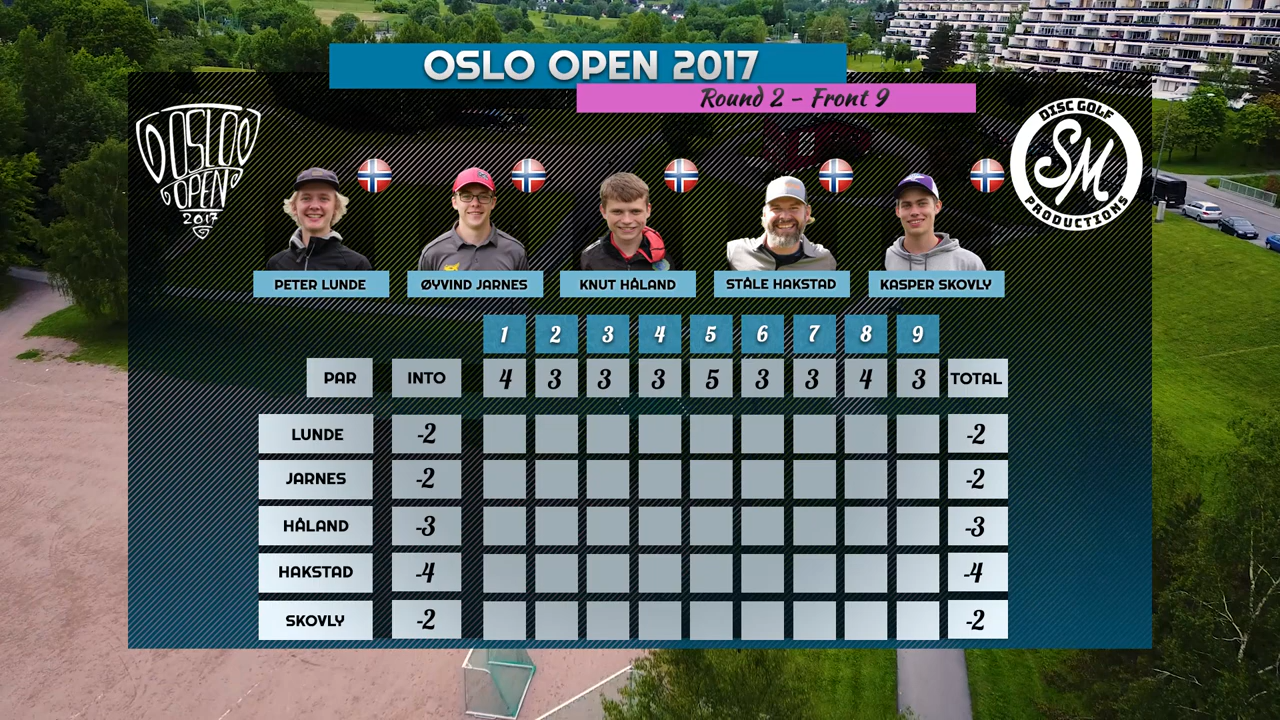 OSLO OPEN 2017
Round 2 - Front 9
OSLO
OPEN
2017
DISC GOLF
SM
PRODUCTIONS
PETER LUNDE
ØYVIND JARNES
KNUT HÅLAND
STÅLE HAKSTAD
KASPER SKOVLY
1 2 3 4 5 6 7 8 9
PAR INTO 4 3 3 3 5 3 3 4 3 TOTAL
LUNDE -2 -2
JARNES -2 -2
HÅLAND -3 -3
HAKSTAD -4 -4
SKOVLY -2 -2